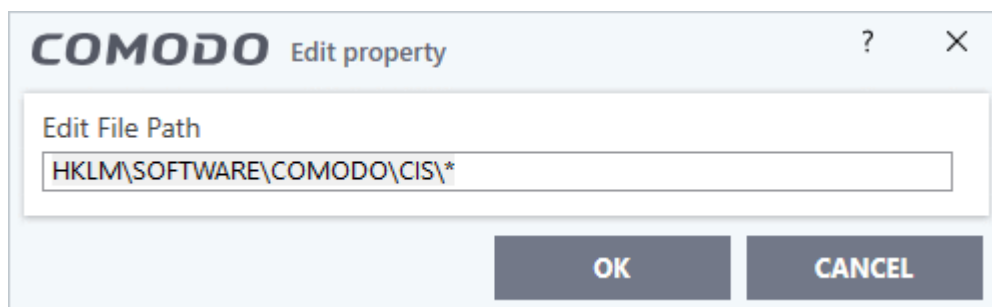 COMODO Edit property ?
Edit File Path
HKLM\SOFTWARE\COMODO\CIS\*
OK CANCEL